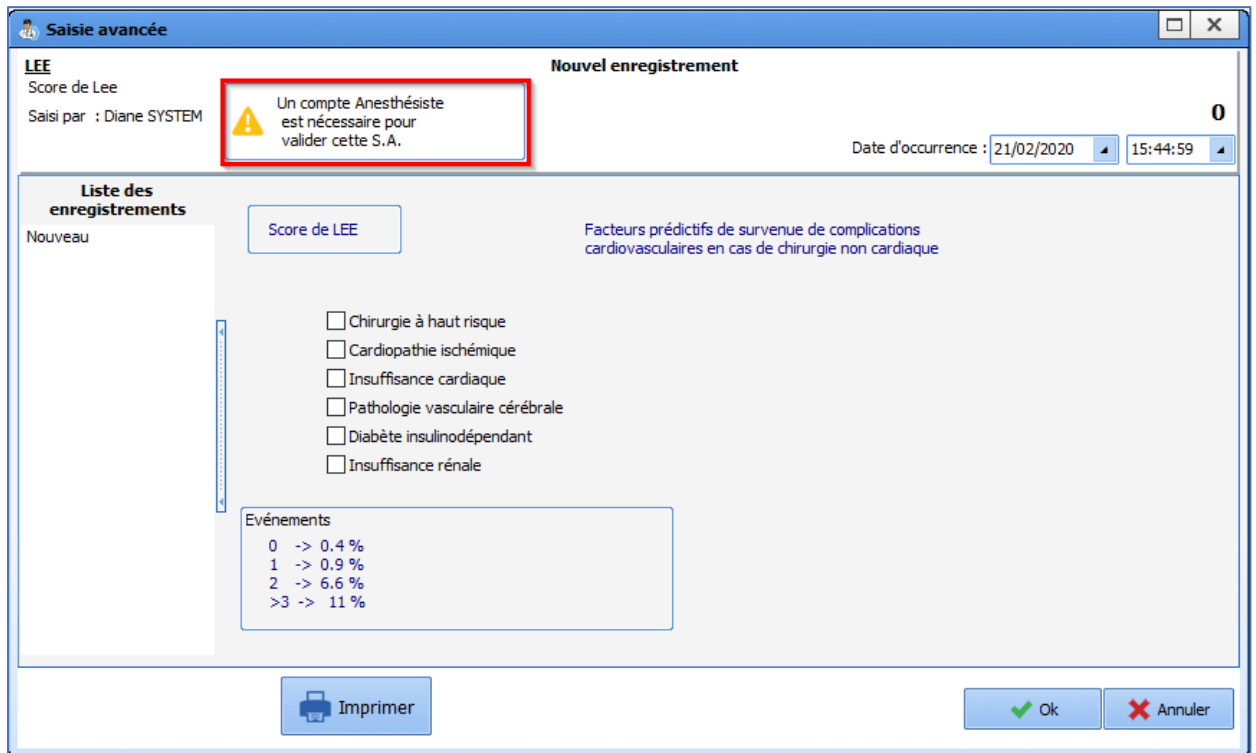 Saisie avancée
LEE
Score de Lee
Saisi par : Diane SYSTEM
Un compte Anesthésiste
est nécessaire pour
valider cette S.A.
Nouvel enregistrement
0
Date d'occurrence : 21/02/2020 15:44:59
Liste des
enregistrements
Nouveau
Score de LEE
Facteurs prédictifs de survenue de complications
cardiovasculaires en cas de chirurgie non cardiaque
Chirurgie à haut risque
Cardiopathie ischémique
Insuffisance cardiaque
Pathologie vasculaire cérébrale
Diabète insulinodépendant
Insuffisance rénale
Evénements
0 -> 0.4 %
1 -> 0.9 %
2 -> 6.6 %
>3 -> 11 %
Imprimer
Ok
Annuler